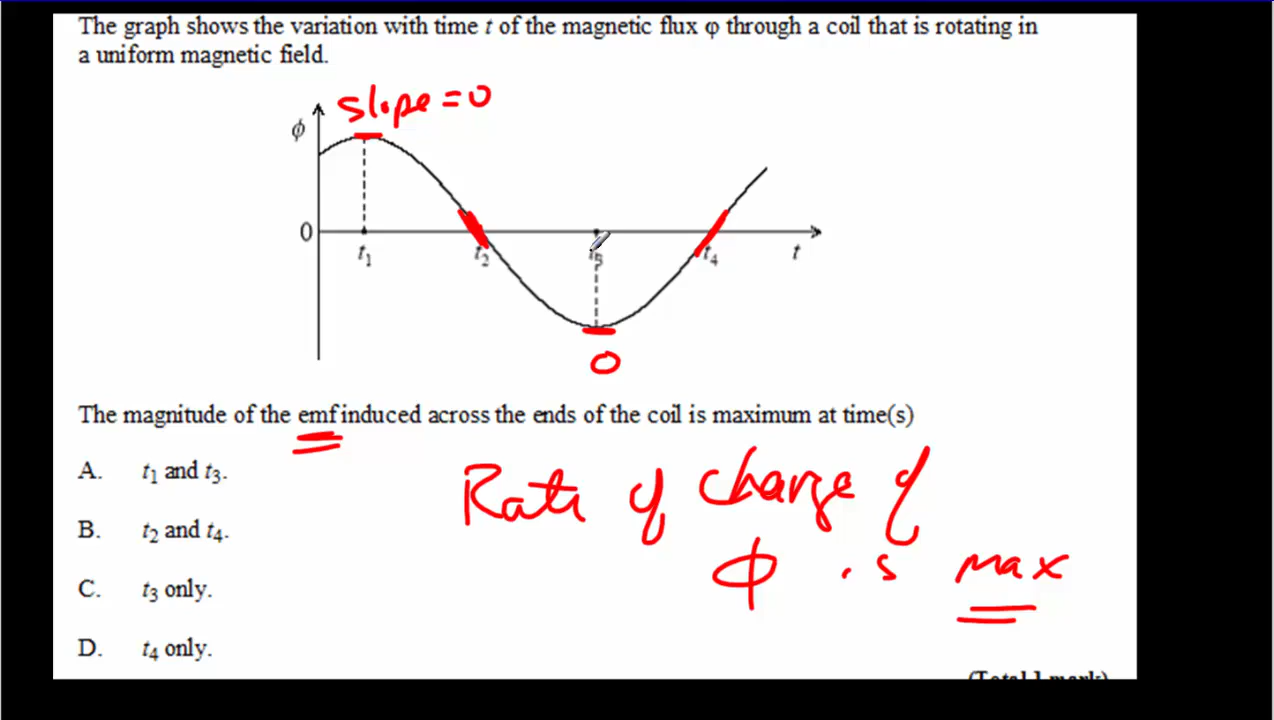 The graph shows the variation with time t of the magnetic flux φ through a coil that is rotating in
a uniform magnetic field.
slope = 0
ϕ
0
t₁
t₂
t₃
t₄
t
0
The magnitude of the emf induced across the ends of the coil is maximum at time(s)
A. t₁ and t₃.
B. t₂ and t₄.
C. t₃ only.
D. t₄ only.
Rate of change of
ϕ is max
(Total 1 mark)